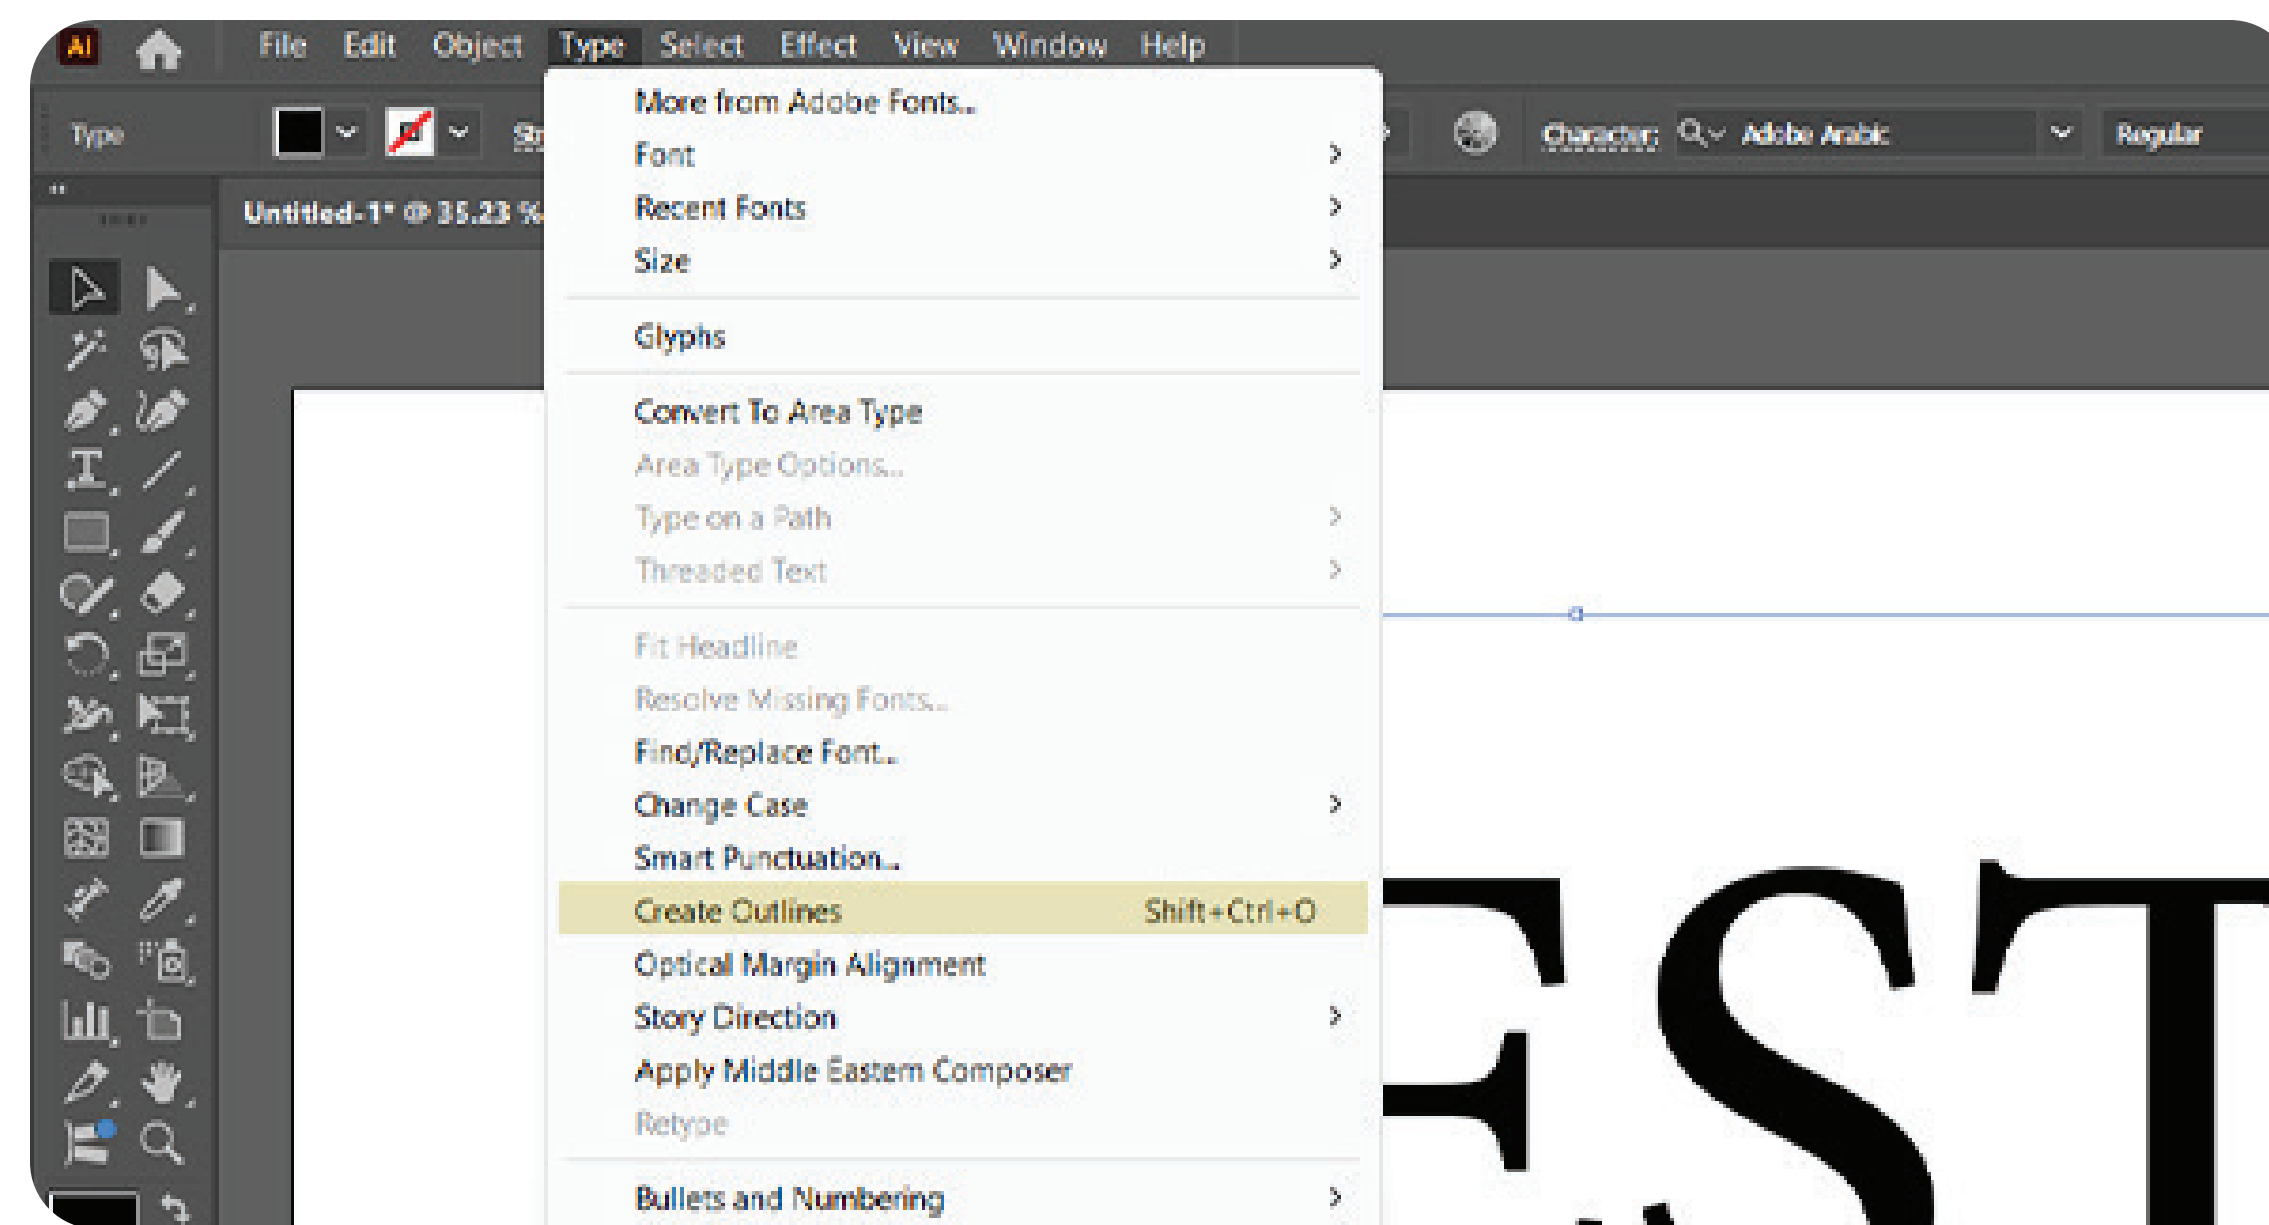 Ai File Edit Object Type Select Effect View Window Help
Type Character: Adobe Arabic Regular
Untitled-1* @ 35.23 %
More from Adobe Fonts...
Font
Recent Fonts
Size
Glyphs
Convert To Area Type
Area Type Options...
Type on a Path
Threaded Text
Fit Headline
Resolve Missing Fonts...
Find/Replace Font...
Change Case
Smart Punctuation...
Create Outlines Shift+Ctrl+O
Optical Margin Alignment
Story Direction
Apply Middle Eastern Composer
Retype
Bullets and Numbering
EST